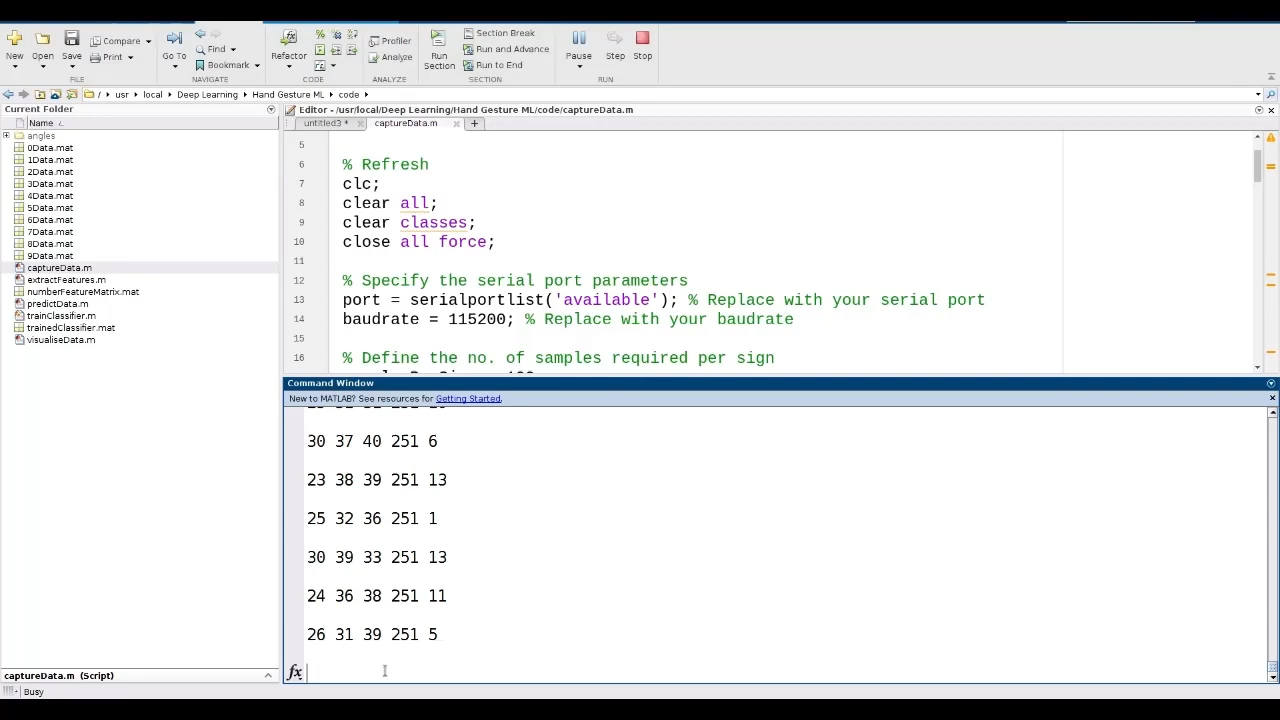 New
Open
Save
Compare
Print
FILE
Go To
Find
Bookmark
NAVIGATE
Refactor
CODE
Profiler
Analyze
ANALYZE
Run
Section
Section Break
Run and Advance
Run to End
SECTION
Pause
Step
Stop
RUN
/ usr local Deep Learning Hand Gesture ML code
Current Folder
Name
angles
0Data.mat
1Data.mat
2Data.mat
3Data.mat
4Data.mat
5Data.mat
6Data.mat
7Data.mat
8Data.mat
9Data.mat
captureData.m
extractFeatures.m
numberFeatureMatrix.mat
predictData.m
trainClassifier.m
trainedClassifier.mat
visualiseData.m
captureData.m (Script)
Busy
Editor - /usr/local/Deep Learning/Hand Gesture ML/code/captureData.m
untitled3 * captureData.m
5
6 % Refresh
7 clc;
8 clear all;
9 clear classes;
10 close all force;
11
12 % Specify the serial port parameters
13 port = serialportlist('available'); % Replace with your serial port
14 baudrate = 115200; % Replace with your baudrate
15
16 % Define the no. of samples required per sign
Command Window
New to MATLAB? See resources for Getting Started.
30 37 40 251 6
23 38 39 251 13
25 32 36 251 1
30 39 33 251 13
24 36 38 251 11
26 31 39 251 5
fx